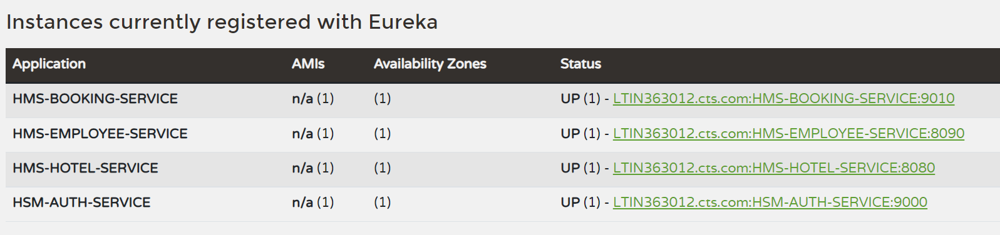 Instances currently registered with Eureka
Application AMIs Availability Zones Status
HMS-BOOKING-SERVICE n/a (1) (1) UP (1) - LTIN363012.cts.com:HMS-BOOKING-SERVICE:9010
HMS-EMPLOYEE-SERVICE n/a (1) (1) UP (1) - LTIN363012.cts.com:HMS-EMPLOYEE-SERVICE:8090
HMS-HOTEL-SERVICE n/a (1) (1) UP (1) - LTIN363012.cts.com:HMS-HOTEL-SERVICE:8080
HSM-AUTH-SERVICE n/a (1) (1) UP (1) - LTIN363012.cts.com:HSM-AUTH-SERVICE:9000